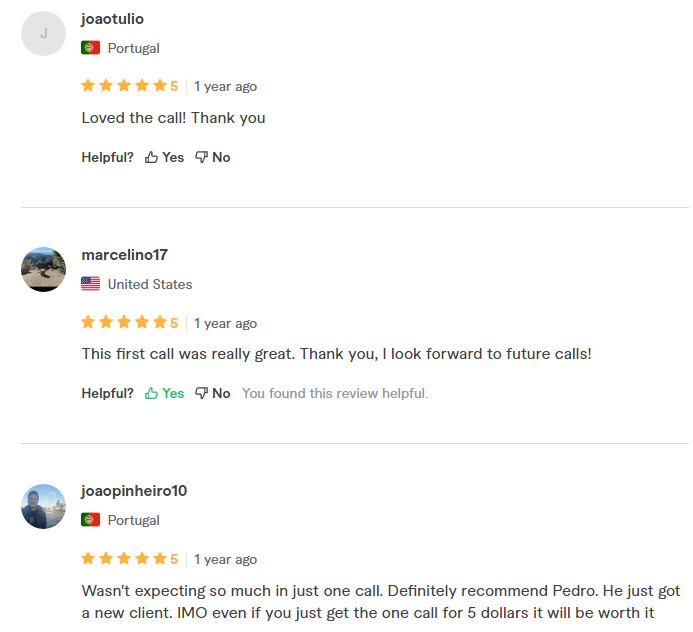 J
joaotulio
Portugal
5 1 year ago
Loved the call! Thank you
Helpful? Yes No
marcelino17
United States
5 1 year ago
This first call was really great. Thank you, I look forward to future calls!
Helpful? Yes No You found this review helpful.
joaopinheiro10
Portugal
5 1 year ago
Wasn't expecting so much in just one call. Definitely recommend Pedro. He just got
a new client. IMO even if you just get the one call for 5 dollars it will be worth it